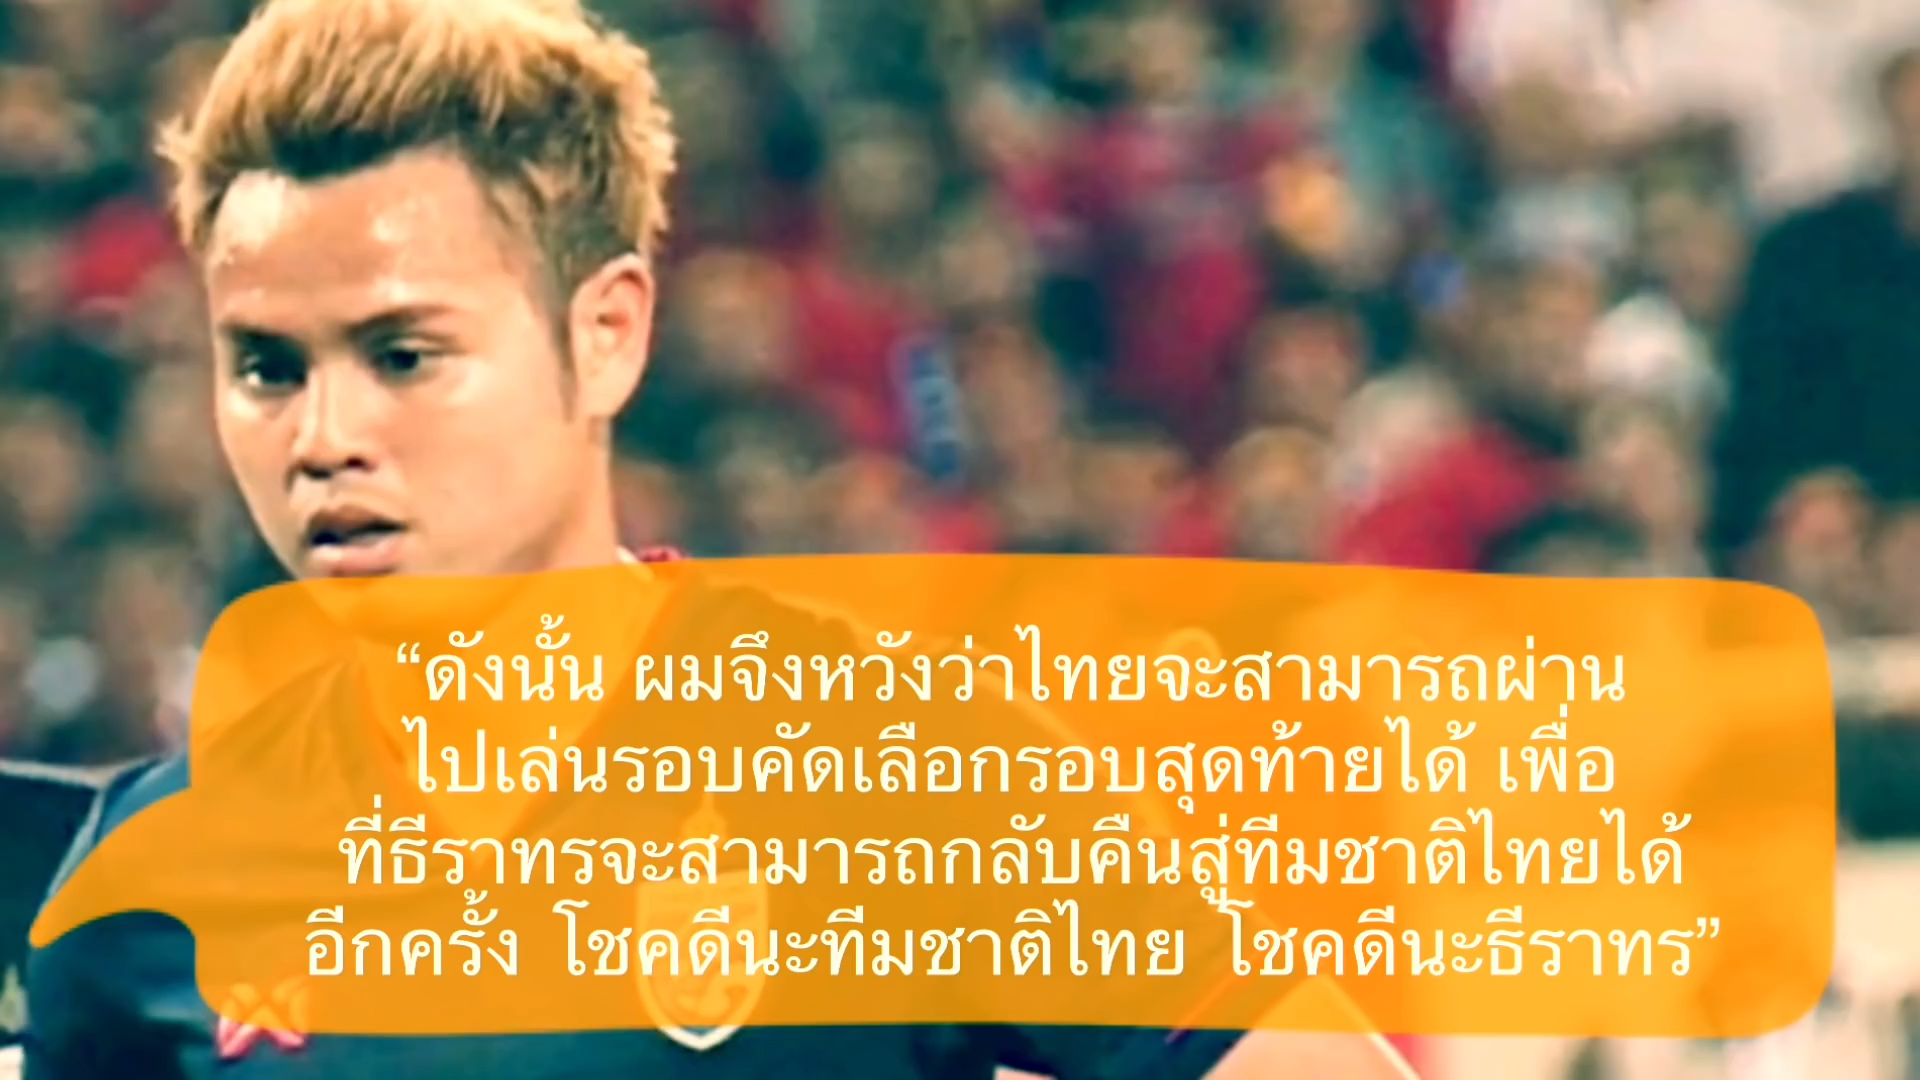 “ดังนั้น ผมจึงหวังว่าไทยจะสามารถผ่าน
ไปเล่นรอบคัดเลือกรอบสุดท้ายได้ เพื่อ
ที่ธีราทรจะสามารถกลับคืนสู่ทีมชาติไทยได้
อีกครั้ง โชคดีนะทีมชาติไทย โชคดีนะธีราทร”